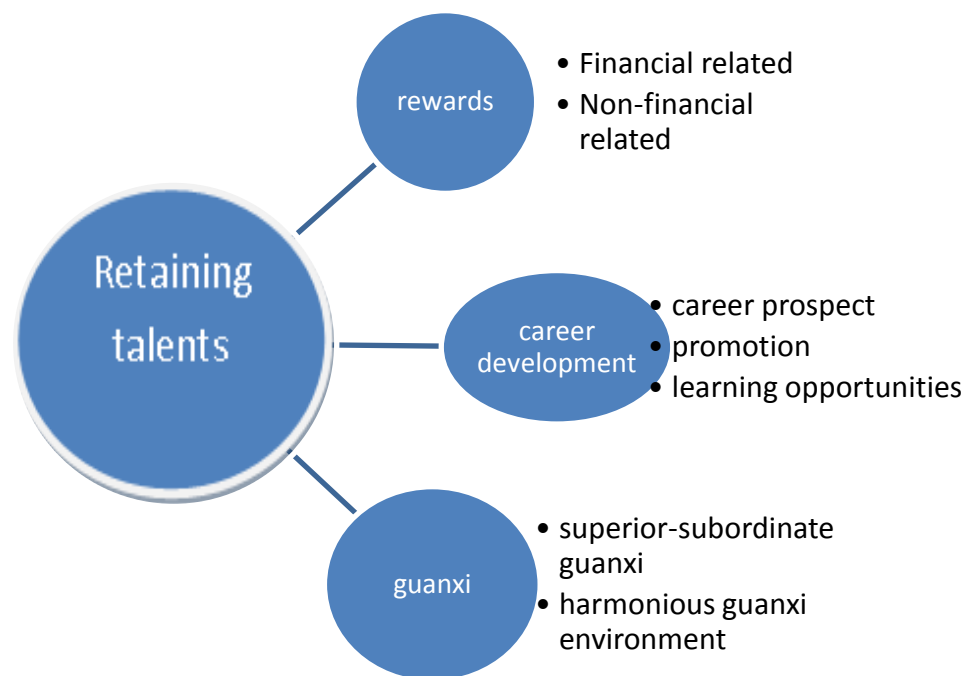 Retaining
talents
rewards
• Financial related
• Non-financial
related
career
development
• career prospect
• promotion
• learning opportunities
guanxi
• superior-subordinate
guanxi
• harmonious guanxi
environment